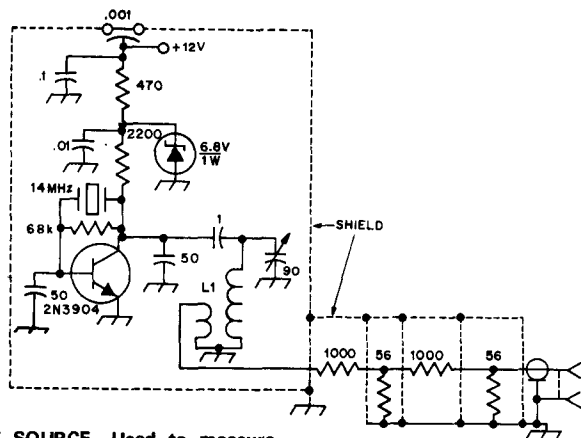 .001
+12V
.1
470
.01
2200
6.8V
1W
14MHz
68k
1
SHIELD
50
90
L1
50
2N3904
1000
56
1000
56
SOURCE Used to measure